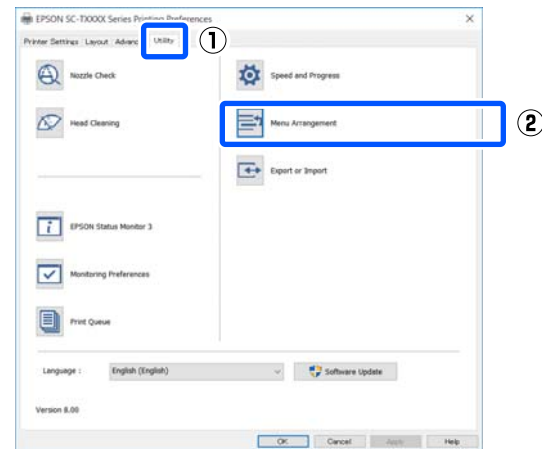 EPSON SC-TXXXX Series Printing Preferences
Printer Settings Layout Advanc Utility ①
Nozzle Check Speed and Progress
Head Cleaning Menu Arrangement ②
Export or Import
EPSON Status Monitor 3
Monitoring Preferences
Print Queue
Language : English (English) Software Update
Version 8.00
OK Cancel Apply Help